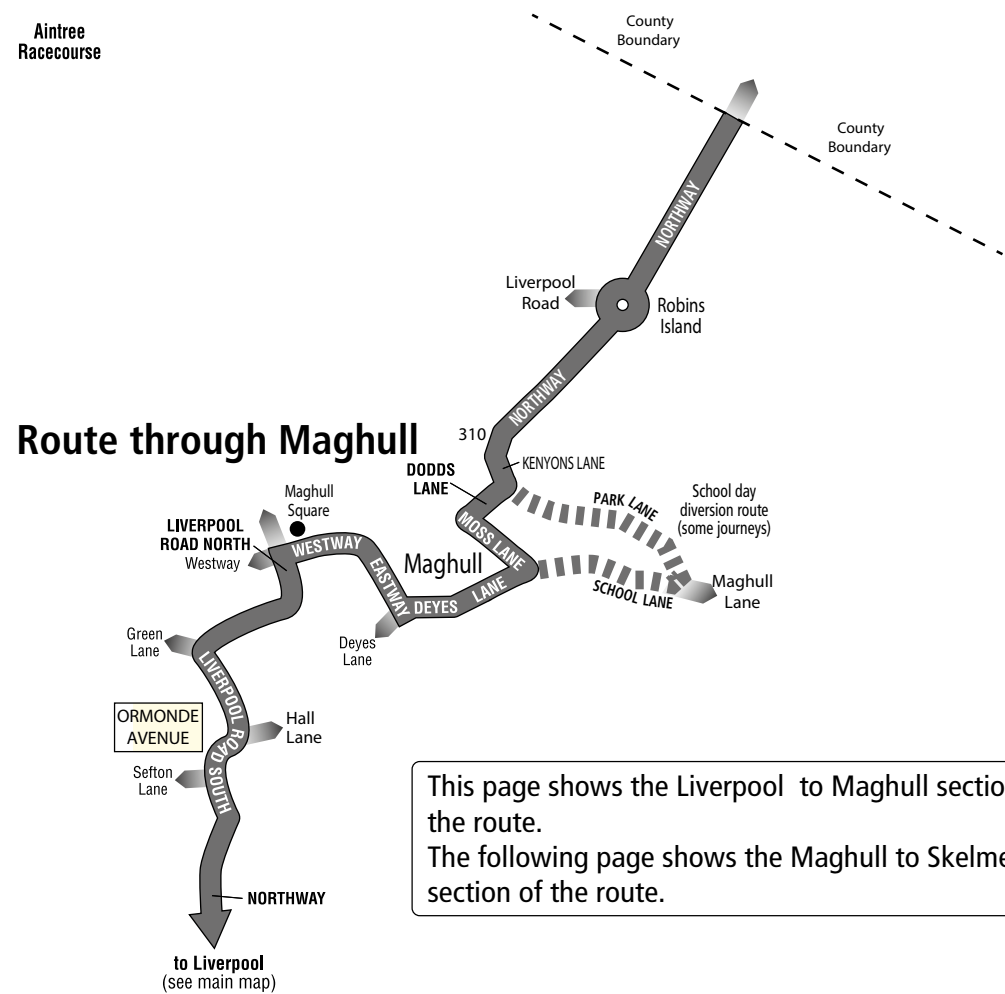 Aintree
Racecourse
County
Boundary
County
Boundary
NORTHWAY
Liverpool
Road
Robins
Island
NORTHWAY
Route through Maghull
310
KENYONS LANE
DODDS
LANE
PARK LANE
School day
diversion route
(some journeys)
Maghull
Square
LIVERPOOL
ROAD NORTH
Westway
WESTWAY
MOSS LANE
Maghull
EASTWAY
DEYES LANE
SCHOOL LANE
Maghull
Lane
Deyes
Lane
Green
Lane
LIVERPOOL ROAD SOUTH
ORMONDE
AVENUE
Hall
Lane
Sefton
Lane
This page shows the Liverpool to Maghull sectio
the route.
The following page shows the Maghull to Skelme
section of the route.
NORTHWAY
to Liverpool
(see main map)